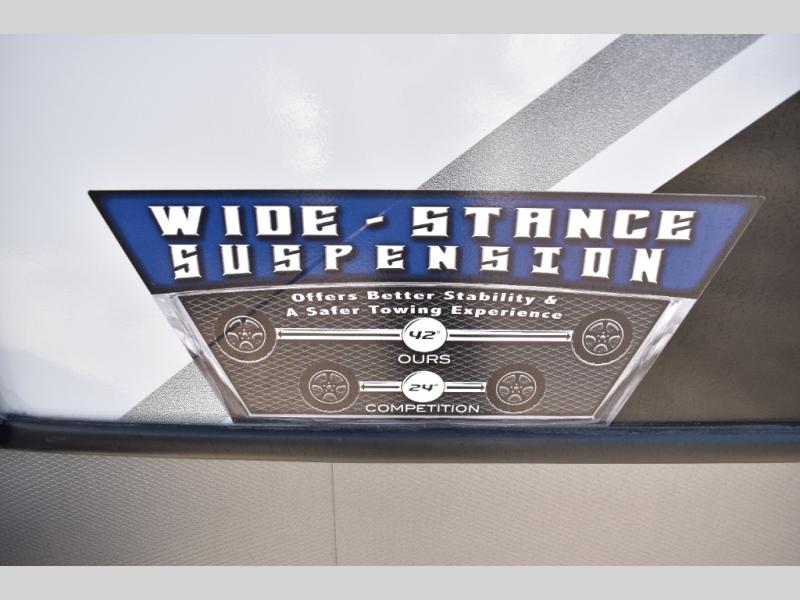 WIDE - STANCE
SUSPENSION
Offers Better Stability &
A Safer Towing Experience
42"
OURS
24"
COMPETITION